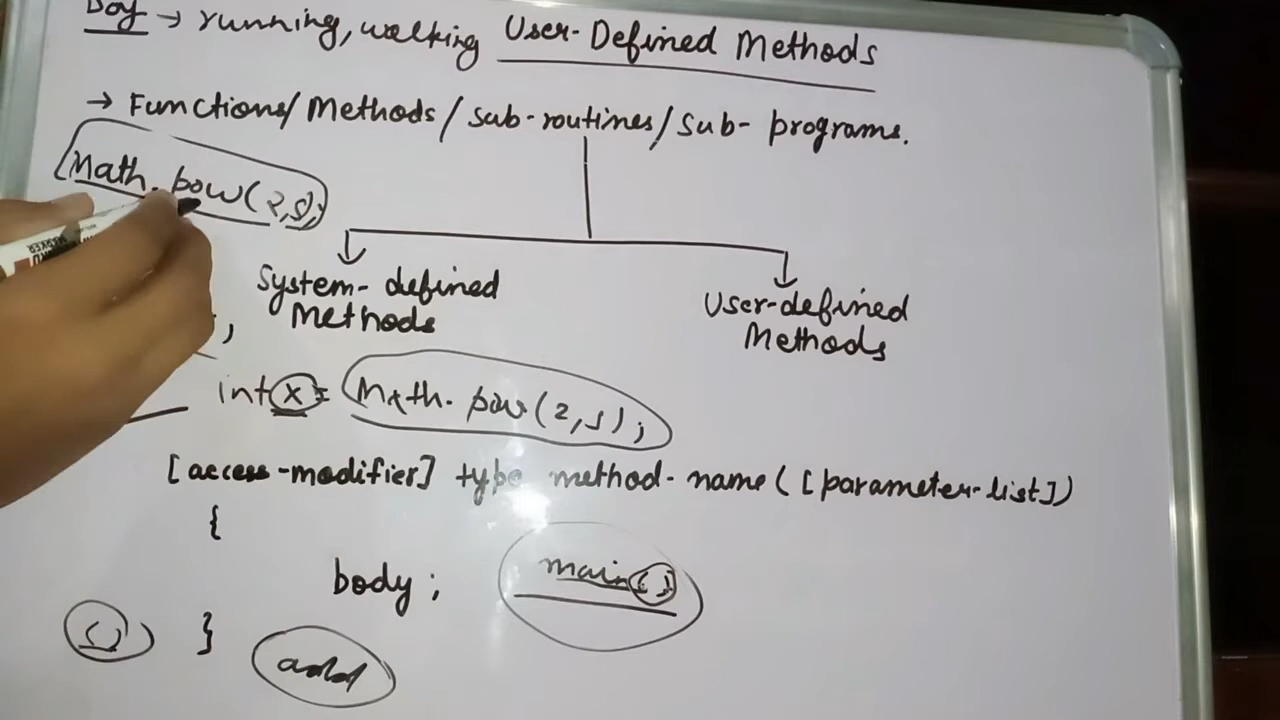 Boy → running, walking User-Defined Methods
→ Functions/Methods/sub-routines/sub-programs.
Math.pow(2,5);
System-defined Methods
User-defined Methods
int x = Math.pow(2,5);
[access-modifier] type method-name([parameter-list])
{
body;
main()
}
()
add